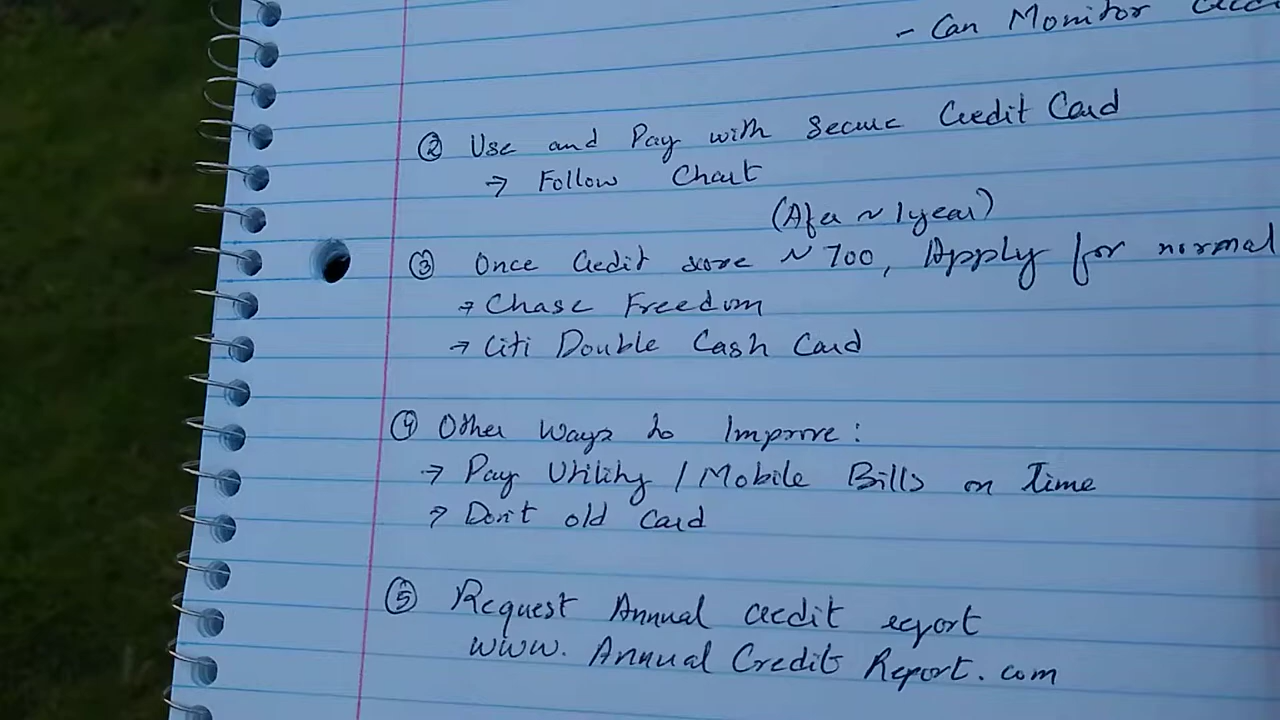 - Can Monitor
② Use and Pay with Secure Credit Card
→ Follow Chart
(After ~ 1 year)
③ Once Credit score ~ 700, Apply for normal
→ Chase Freedom
→ Citi Double Cash Card
④ Other Ways to Improve:
→ Pay Utility / Mobile Bills on Time
→ Don't old Card
⑤ Request Annual credit report
www. Annual Credit Report. com